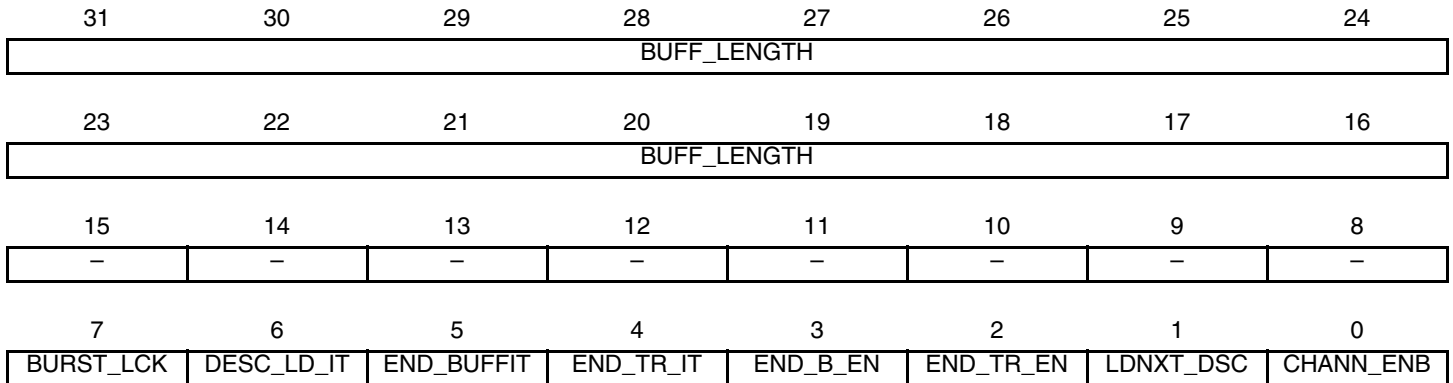 31 30 29 28 27 26 25 24
BUFF_LENGTH
23 22 21 20 19 18 17 16
BUFF_LENGTH
15 14 13 12 11 10 9 8
– – – – – – – –
7 6 5 4 3 2 1 0
BURST_LCK DESC_LD_IT END_BUFFIT END_TR_IT END_B_EN END_TR_EN LDNXT_DSC CHANN_ENB